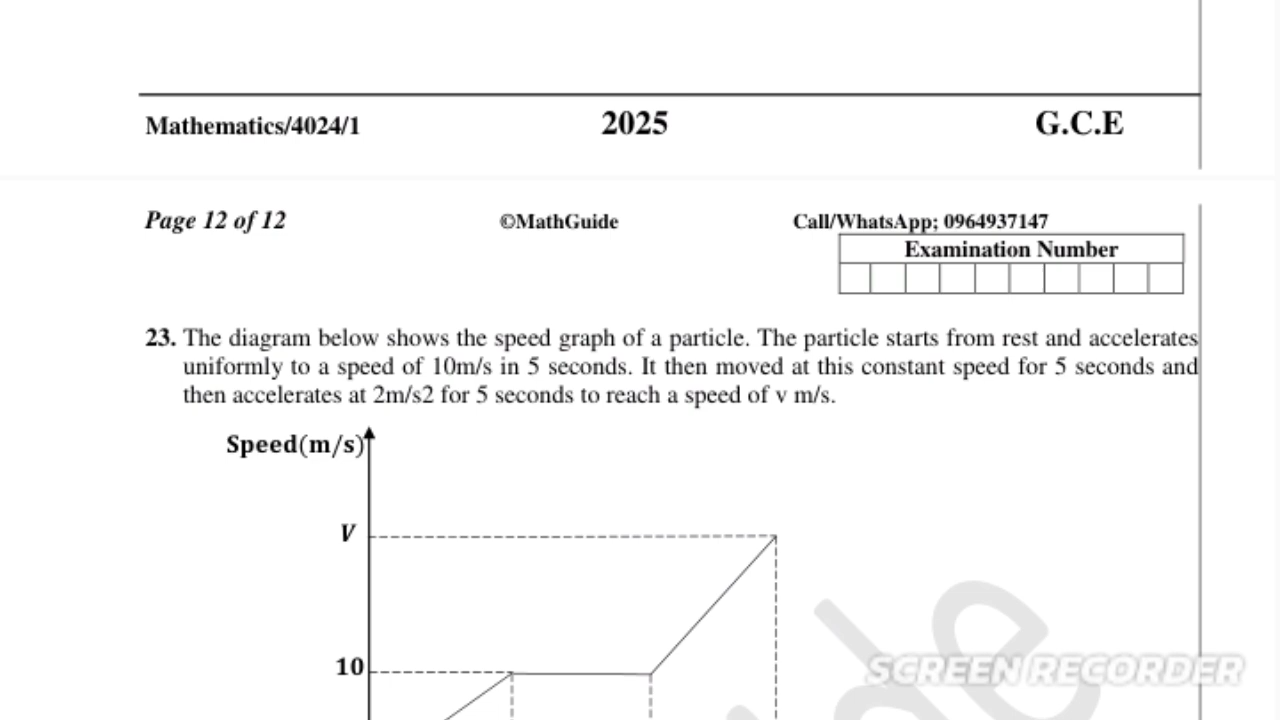 Mathematics/4024/1 2025 G.C.E
Page 12 of 12 ©MathGuide Call/WhatsApp; 0964937147
Examination Number
23. The diagram below shows the speed graph of a particle. The particle starts from rest and accelerates
uniformly to a speed of 10m/s in 5 seconds. It then moved at this constant speed for 5 seconds and
then accelerates at 2m/s2 for 5 seconds to reach a speed of v m/s.
Speed(m/s)
V
10
SCREEN RECORDER